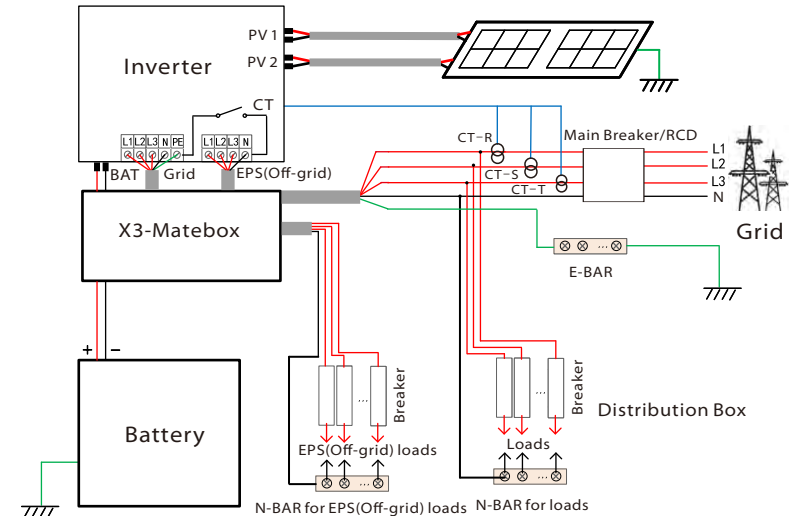 PV 1
PV 2
Inverter
CT
L1 L2 L3 N PE
L1 L2 L3 N
BAT
Grid
EPS(Off-grid)
CT-R
CT-S
CT-T
Main Breaker/RCD
L1
L2
L3
N
Grid
X3-Matebox
E-BAR
+ −
Battery
...
Breaker
EPS(Off-grid) loads
...
N-BAR for EPS(Off-grid) loads
...
Breaker
Loads
...
N-BAR for loads
Distribution Box
...